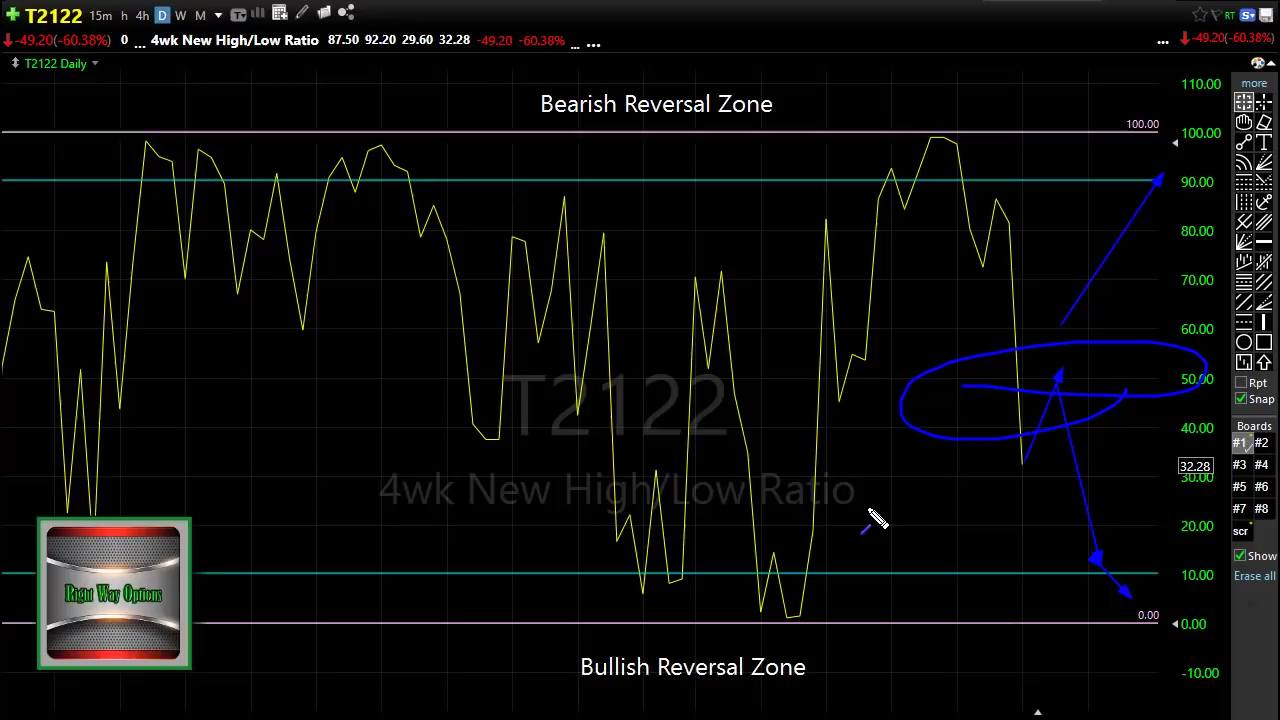 T2122 15m h 4h D W M T
RT S
-49.20(-60.38%) 0 ... 4wk New High/Low Ratio 87.50 92.20 29.60 32.28 -49.20 -60.38% ... ...
... -49.20(-60.38%)
T2122 Daily
more
Bearish Reversal Zone
100.00
110.00
100.00
90.00
80.00
70.00
60.00
50.00
40.00
32.28
30.00
20.00
10.00
0.00
-10.00
T2122
4wk New High/Low Ratio
0.00
Bullish Reversal Zone
Right Way Options
T
Rpt
Snap
Boards
#1 #2
#3 #4
#5 #6
#7 #8
scr
Show
Erase all